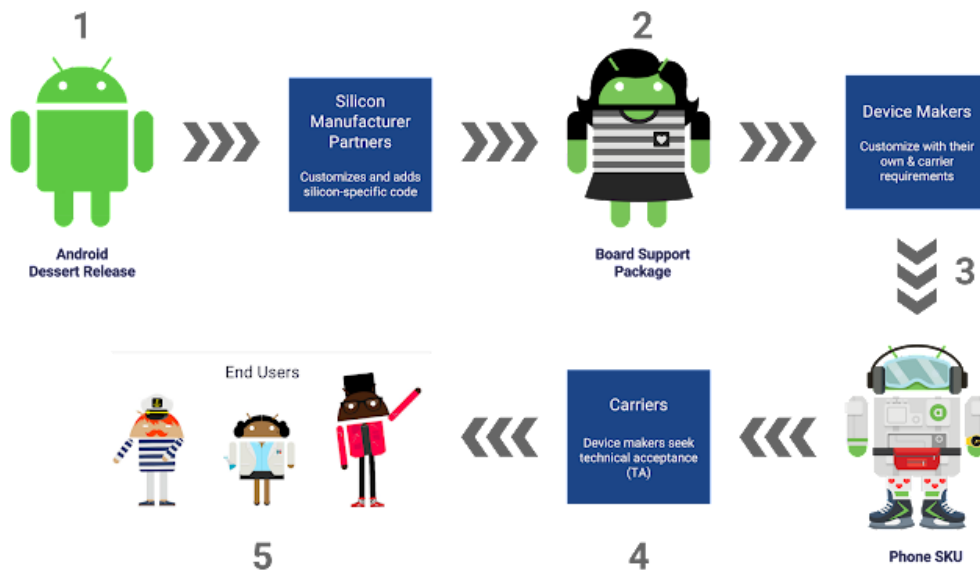 1
2
Silicon
Manufacturer
Partners
Customizes and adds
silicon-specific code
Device Makers
Customize with their
own & carrier
requirements
Android
Dessert Release
Board Support
Package
3
End Users
Carriers
Device makers seek
technical acceptance
(TA)
5
4
Phone SKU